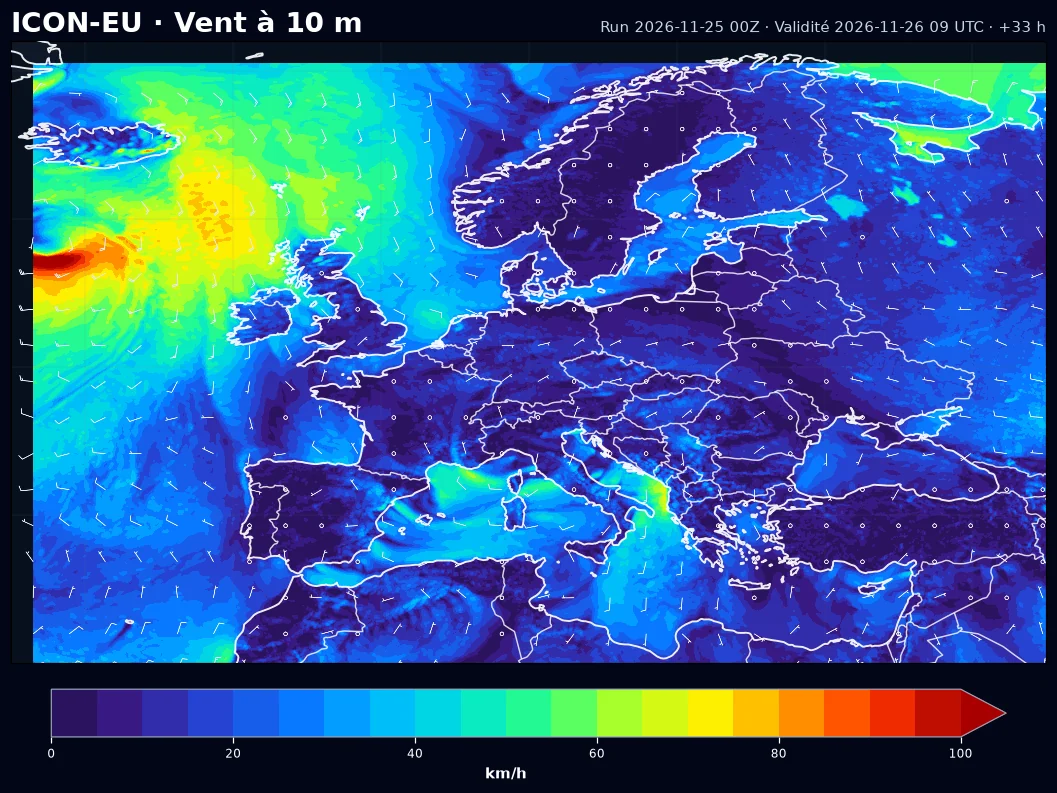 ICON-EU · Vent à 10 m
Run 2026-11-25 00Z · Validité 2026-11-26 09 UTC · +33 h
0 20 40 60 80 100
km/h